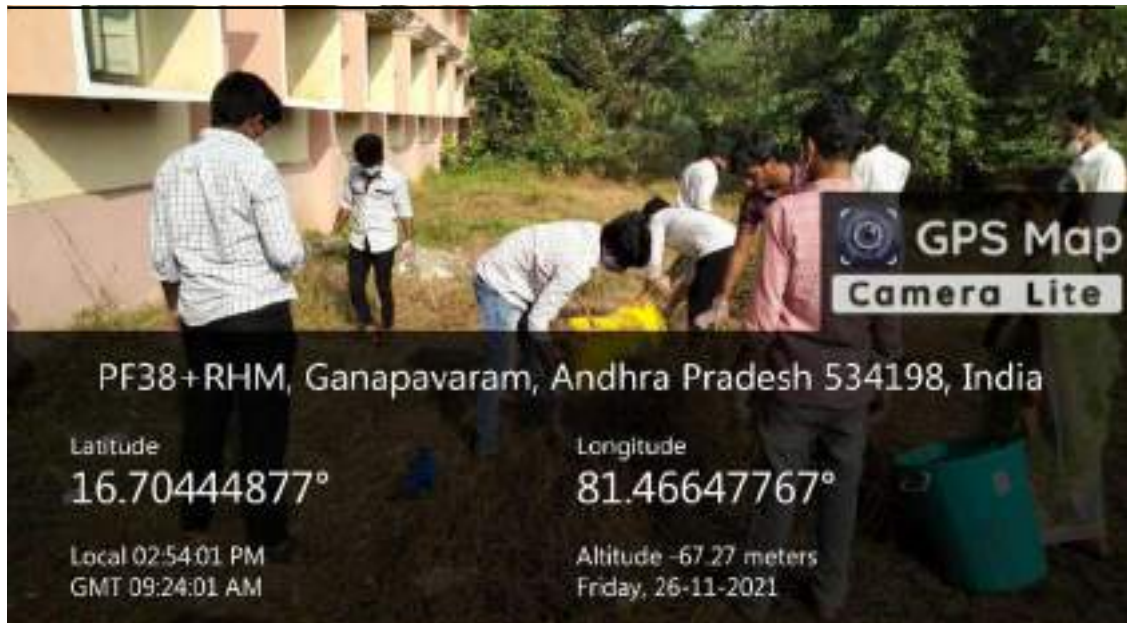 GPS Map
Camera Lite
PF38+RHM, Ganapavaram, Andhra Pradesh 534198, India
Latitude
16.70444877°
Longitude
81.46647767°
Local 02:54:01 PM
GMT 09:24:01 AM
Altitude -67.27 meters
Friday, 26-11-2021